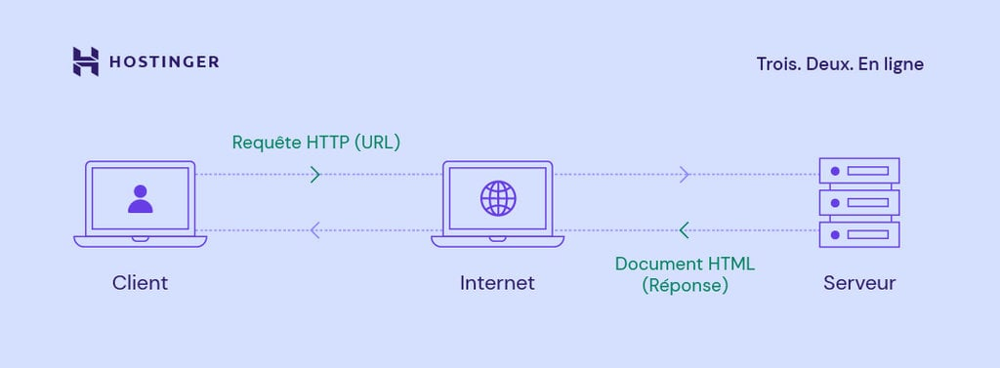 HOSTINGER
Trois. Deux. En ligne
Requête HTTP (URL)
Document HTML
(Réponse)
Client
Internet
Serveur